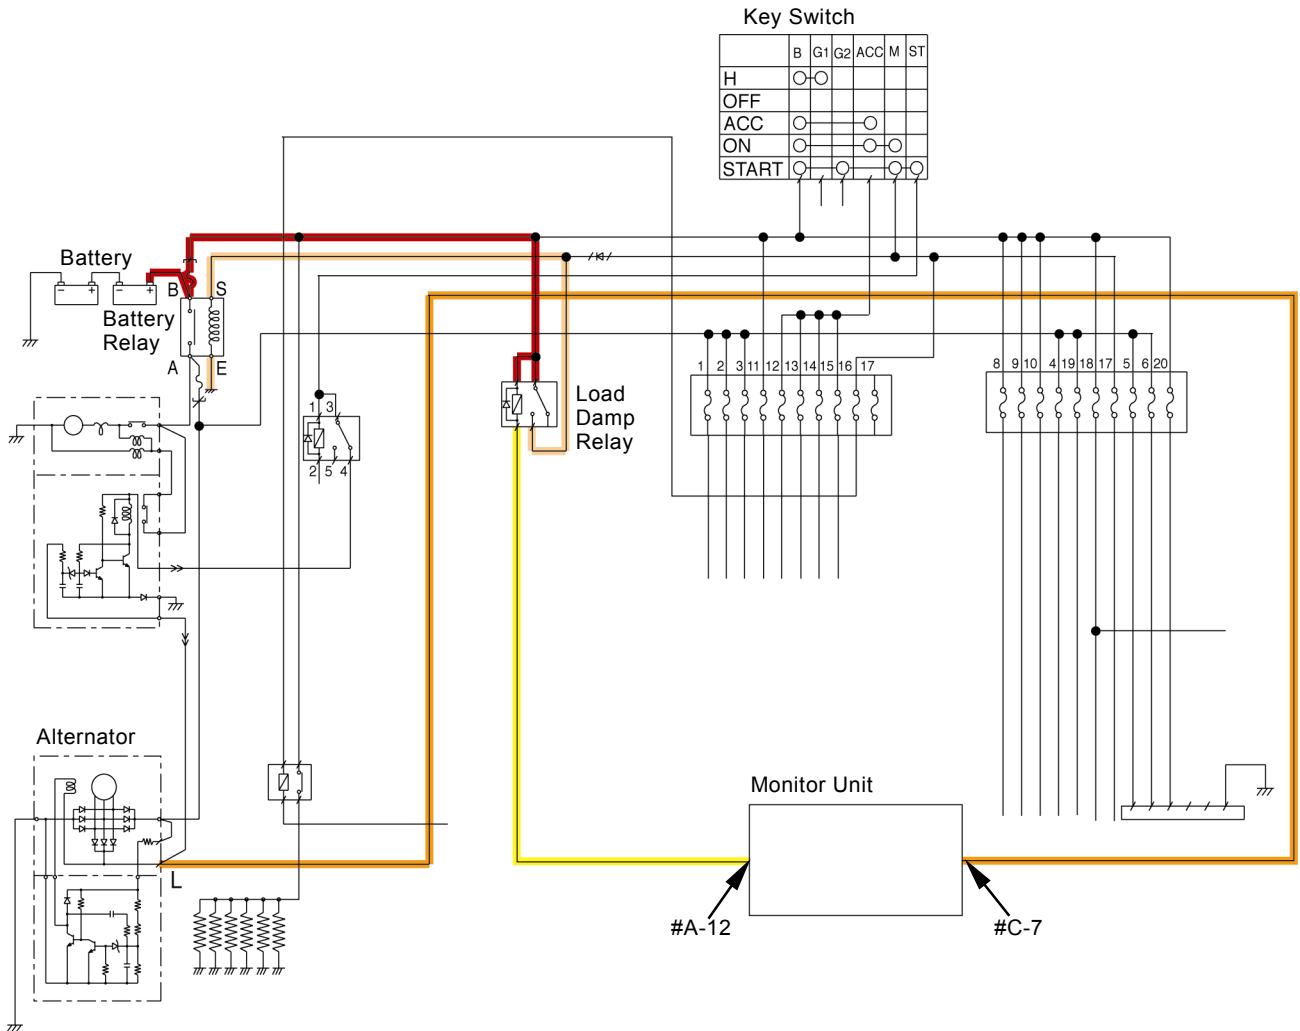 Key Switch
B G1 G2 ACC M ST
H
OFF
ACC
ON
START
Battery
− + − +
B S
Battery
Relay
A E
1 3
2 5 4
Load
Damp
Relay
1 2 3 11 12 13 14 15 16 17
8 9 10 4 19 18 17 5 6 20
Alternator
L
Monitor Unit
#A-12
#C-7